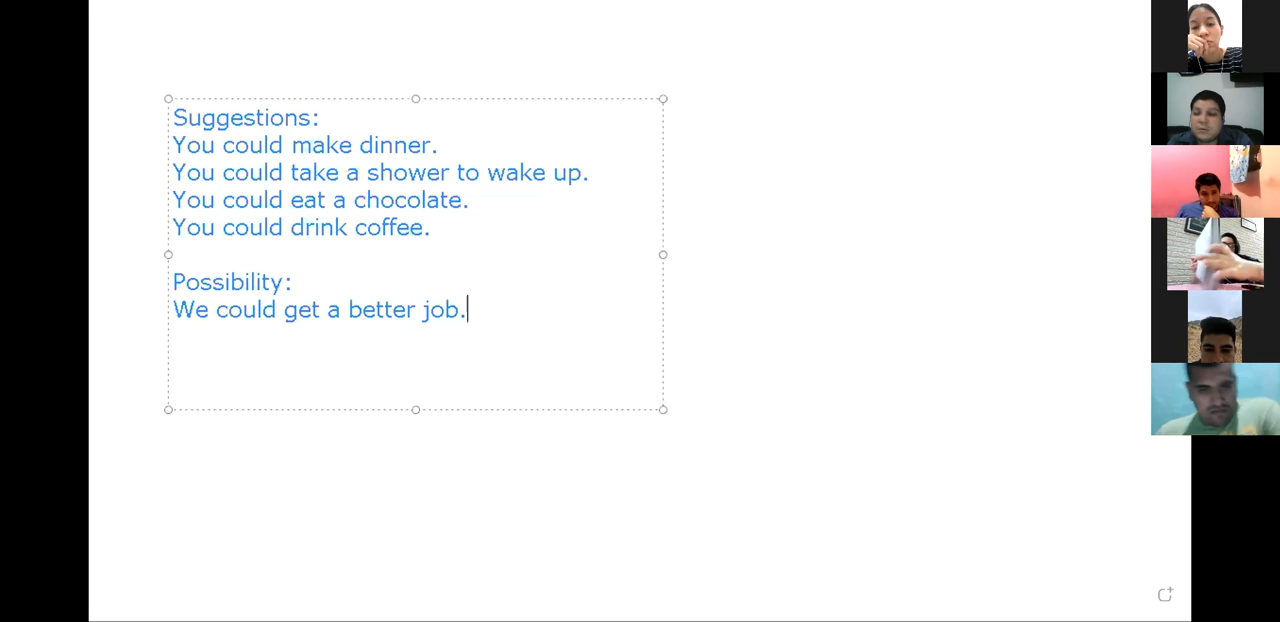 Suggestions:
You could make dinner.
You could take a shower to wake up.
You could eat a chocolate.
You could drink coffee.
Possibility:
We could get a better job.